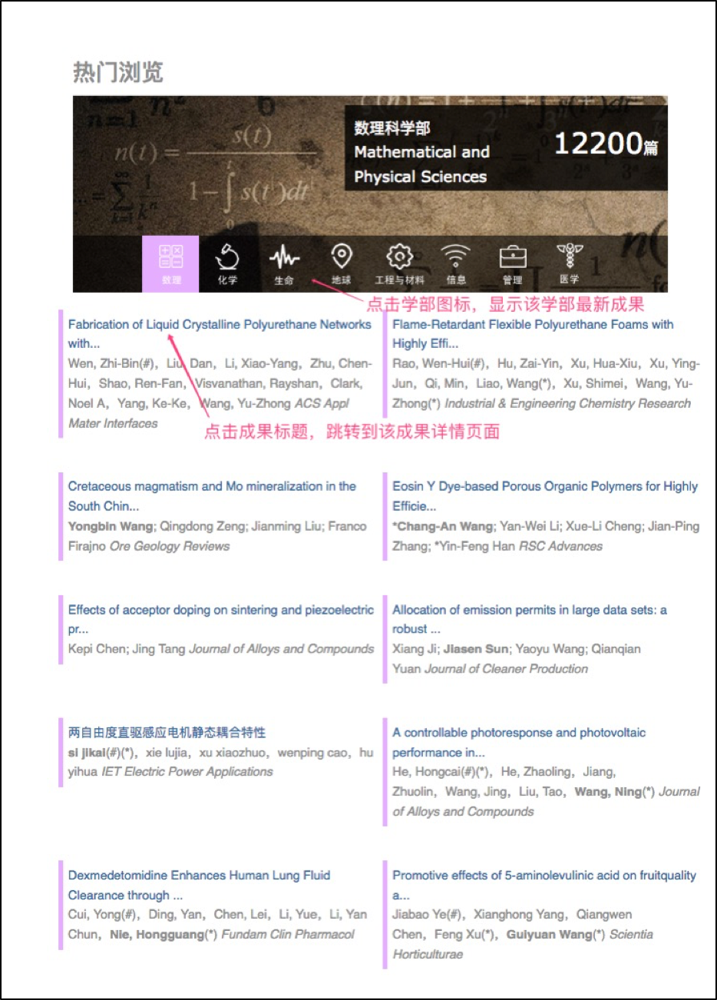 热门浏览
n(t) =
s(t)
数理科学部
Mathematical and
Physical Sciences
12200篇
数理
化学
生命
地球
工程与材料
信息
管理
医学
点击学部图标，显示该学部最新成果
Fabrication of Liquid Crystalline Polyurethane Networks
with...
Wen, Zhi-Bin(#)， Liu, Dan， Li, Xiao-Yang， Zhu, Chen-
Hui， Shao, Ren-Fan， Visvanathan, Rayshan， Clark,
Noel A， Yang, Ke-Ke， Wang, Yu-Zhong ACS Appl
Mater Interfaces
点击成果标题，跳转到该成果详情页面
Flame-Retardant Flexible Polyurethane Foams with
Highly Effi...
Rao, Wen-Hui(#)， Hu, Zai-Yin， Xu, Hua-Xiu， Xu, Ying-
Jun， Qi, Min， Liao, Wang(*)， Xu, Shimei， Wang, Yu-
Zhong(*) Industrial & Engineering Chemistry Research
Cretaceous magmatism and Mo mineralization in the
South Chin...
Yongbin Wang; Qingdong Zeng; Jianming Liu; Franco
Firajno Ore Geology Reviews
Eosin Y Dye-based Porous Organic Polymers for Highly
Efficie...
*Chang-An Wang; Yan-Wei Li; Xue-Li Cheng; Jian-Ping
Zhang; *Yin-Feng Han RSC Advances
Effects of acceptor doping on sintering and piezoelectric
pr...
Kepi Chen; Jing Tang Journal of Alloys and Compounds
Allocation of emission permits in large data sets: a
robust ...
Xiang Ji; Jiasen Sun; Yaoyu Wang; Qianqian
Yuan Journal of Cleaner Production
两自由度直驱感应电机静态耦合特性
si jikai(#)(*)， xie lujia， xu xiaozhuo， wenping cao， hu
yihua IET Electric Power Applications
A controllable photoresponse and photovoltaic
performance in...
He, Hongcai(#)(*)， He, Zhaoling， Jiang,
Zhuolin， Wang, Jing， Liu, Tao， Wang, Ning(*) Journal
of Alloys and Compounds
Dexmedetomidine Enhances Human Lung Fluid
Clearance through ...
Cui, Yong(#)， Ding, Yan， Chen, Lei， Li, Yue， Li, Yan
Chun， Nie, Hongguang(*) Fundam Clin Pharmacol
Promotive effects of 5-aminolevulinic acid on fruitquality
a...
Jiabao Ye(#)， Xianghong Yang， Qiangwen
Chen， Feng Xu(*)， Guiyuan Wang(*) Scientia
Horticulturae